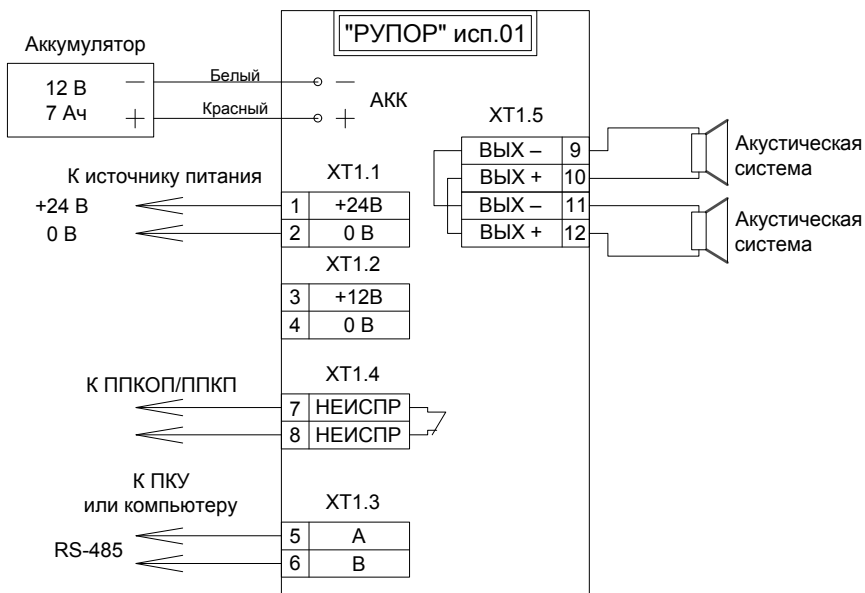 "РУПОР" исп.01
Аккумулятор
12 В
7 Ач
–
+
Белый
Красный
–
+
АКК
К источнику питания
+24 В
0 В
XT1.1
1 +24В
2 0 В
XT1.2
3 +12В
4 0 В
К ППКОП/ППКП
XT1.4
7 НЕИСПР
8 НЕИСПР
К ПКУ
или компьютеру
RS-485
XT1.3
5 А
6 В
XT1.5
ВЫХ – 9
ВЫХ + 10
ВЫХ – 11
ВЫХ + 12
Акустическая
система
Акустическая
система